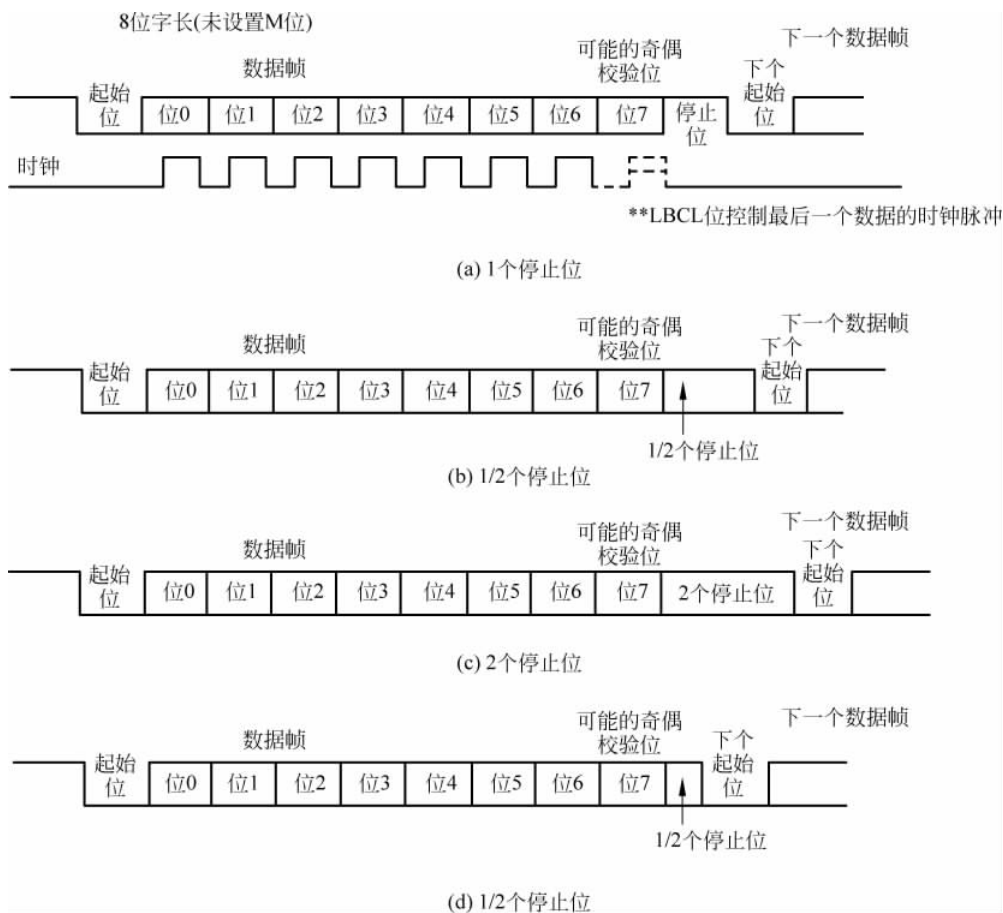 8位字长(未设置M位)
下一个数据帧
数据帧
可能的奇偶
校验位
下个
起始
位
起始
位
位0
位1
位2
位3
位4
位5
位6
位7
停止
位
时钟
**LBCL位控制最后一个数据的时钟脉冲
(a) 1个停止位
数据帧
可能的奇偶
校验位
下一个数据帧
下个
起始
位
起始
位
位0
位1
位2
位3
位4
位5
位6
位7
1/2个停止位
(b) 1/2个停止位
数据帧
可能的奇偶
校验位
下一个数据帧
下个
起始
位
起始
位
位0
位1
位2
位3
位4
位5
位6
位7
2个停止位
(c) 2个停止位
数据帧
可能的奇偶
校验位
下一个数据帧
下个
起始
位
起始
位
位0
位1
位2
位3
位4
位5
位6
位7
1/2个停止位
(d) 1/2个停止位